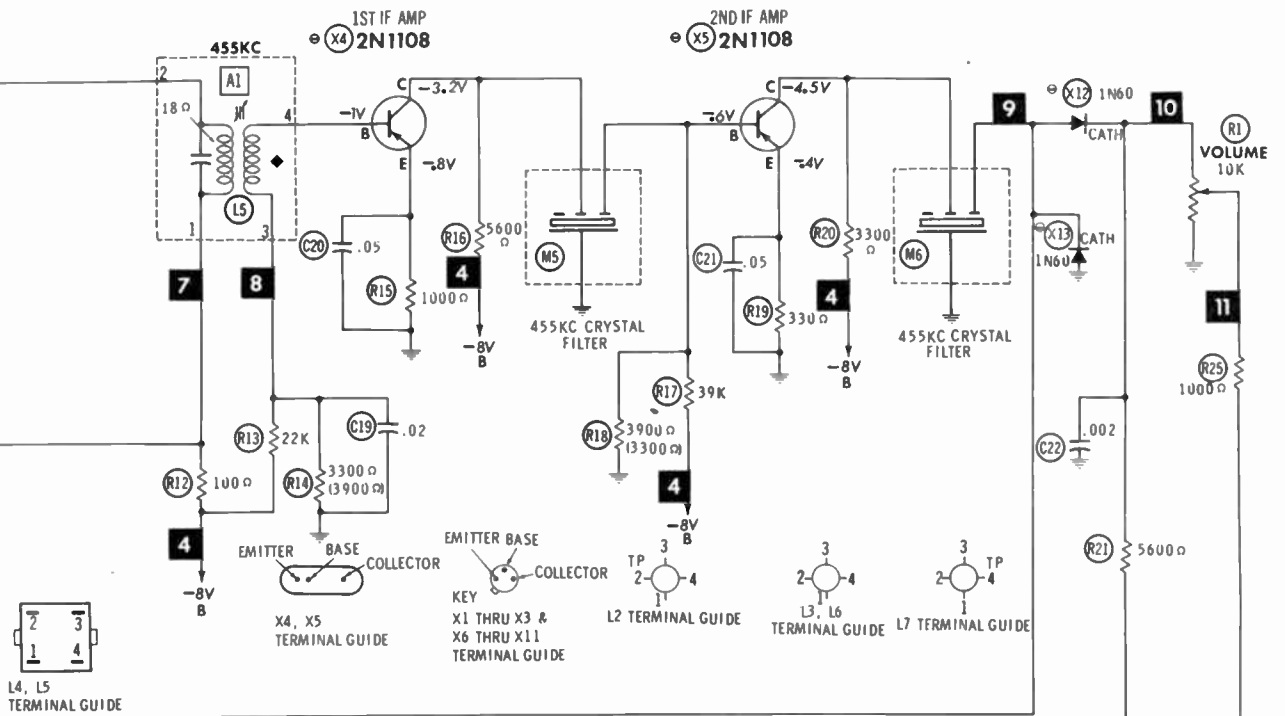 1ST IF AMP
⊖ X4 2N1108
2ND IF AMP
⊖ X5 2N1108
455KC
2
A1
18Ω
4
L5
1
3
-1V
C
-3.2V
B
E
-.8V
C20
.05
R15
1000Ω
R16
5600
Ω
4
-8V
B
M5
455KC CRYSTAL
FILTER
-.6V
B
C
-4.5V
E
-.4V
C21
.05
R19
330Ω
R20
3300
Ω
4
-8V
B
M6
455KC CRYSTAL
FILTER
9
⊖ X12 1N60
CATH
10
R1
VOLUME
10K
⊖ X13
CATH
1N60
11
R25
1000Ω
7
8
R13
22K
C19
.02
R12
100Ω
R14
3300Ω
(3900Ω)
4
-8V
B
R17
39K
R18
3900Ω
(3300Ω)
4
-8V
B
C22
.002
R21
5600Ω
EMITTER
BASE
COLLECTOR
X4, X5
TERMINAL GUIDE
EMITTER
BASE
COLLECTOR
KEY
X1 THRU X3 &
X6 THRU X11
TERMINAL GUIDE
TP
3
2
4
1
L2 TERMINAL GUIDE
3
2
4
1
L3, L6
TERMINAL GUIDE
3
TP
2
4
1
L7 TERMINAL GUIDE
2
3
1
4
L4, L5
TERMINAL GUIDE